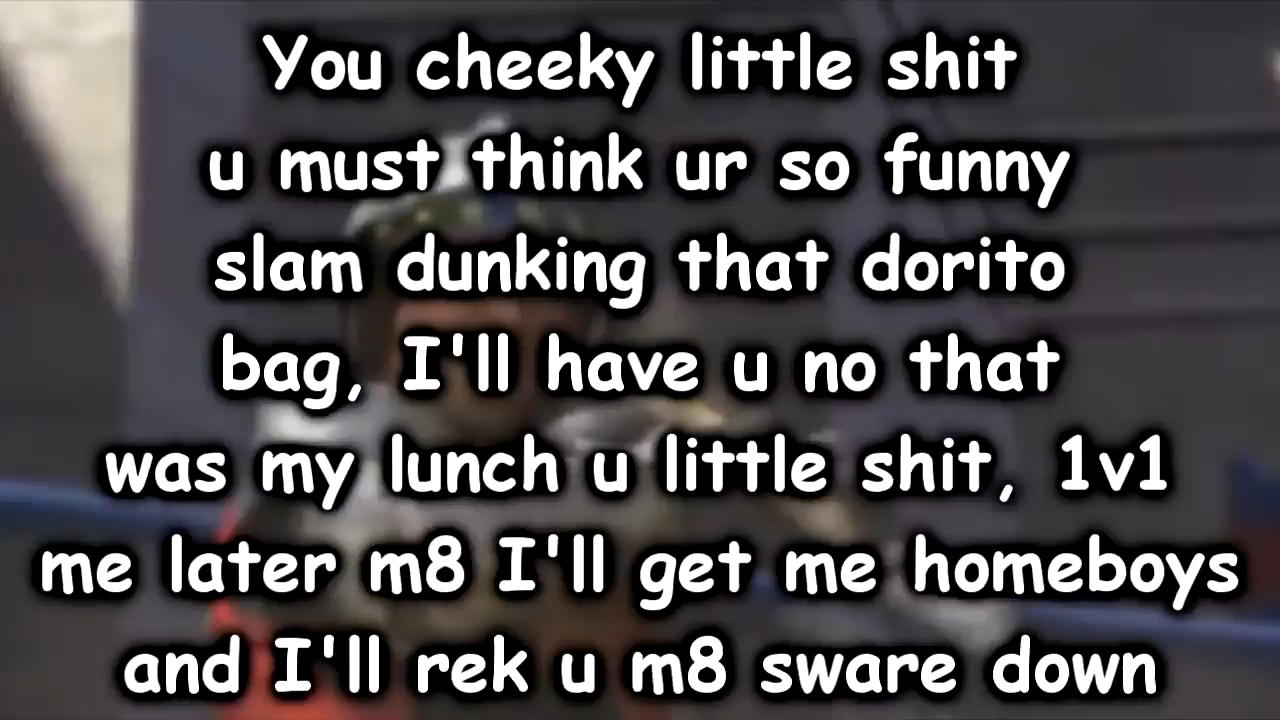 You cheeky little shit
u must think ur so funny
slam dunking that dorito
bag, I'll have u no that
was my lunch u little shit, 1v1
me later m8 I'll get me homeboys
and I'll rek u m8 sware down